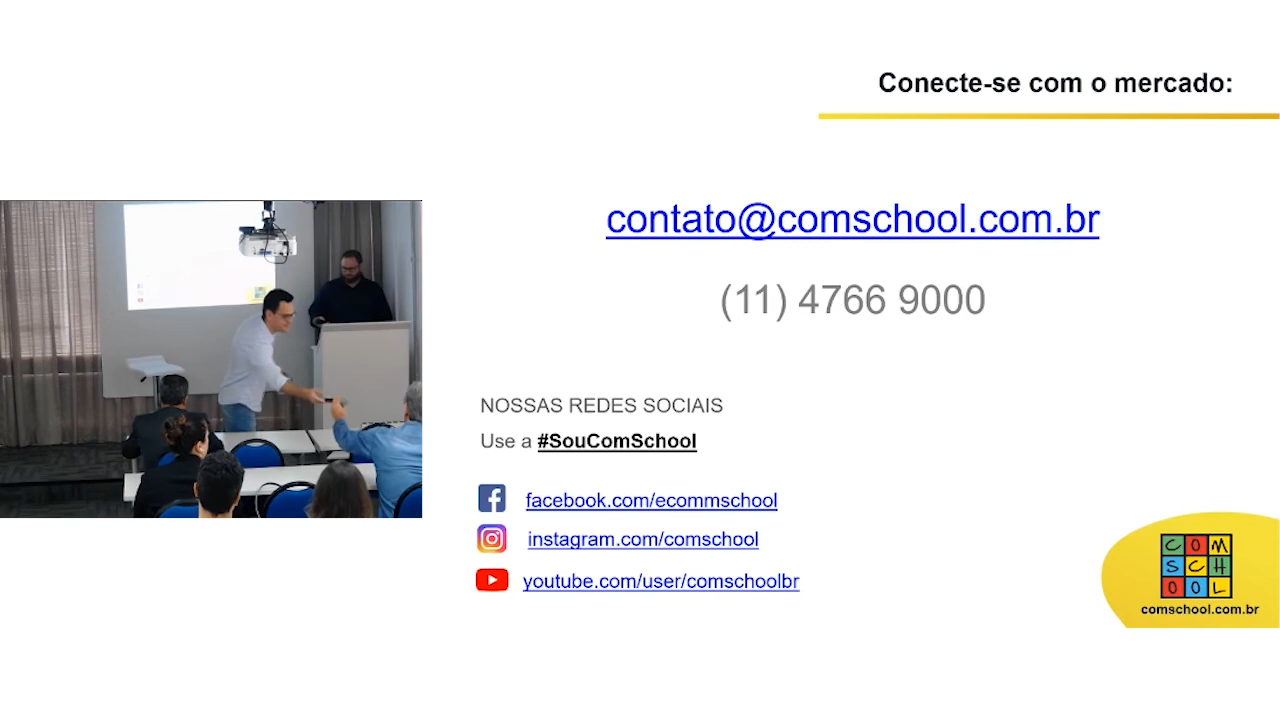 Conecte-se com o mercado:
contato@comschool.com.br
(11) 4766 9000
NOSSAS REDES SOCIAIS
Use a #SouComSchool
facebook.com/ecommschool
instagram.com/comschool
youtube.com/user/comschoolbr
COM
SCH
OOL
comschool.com.br